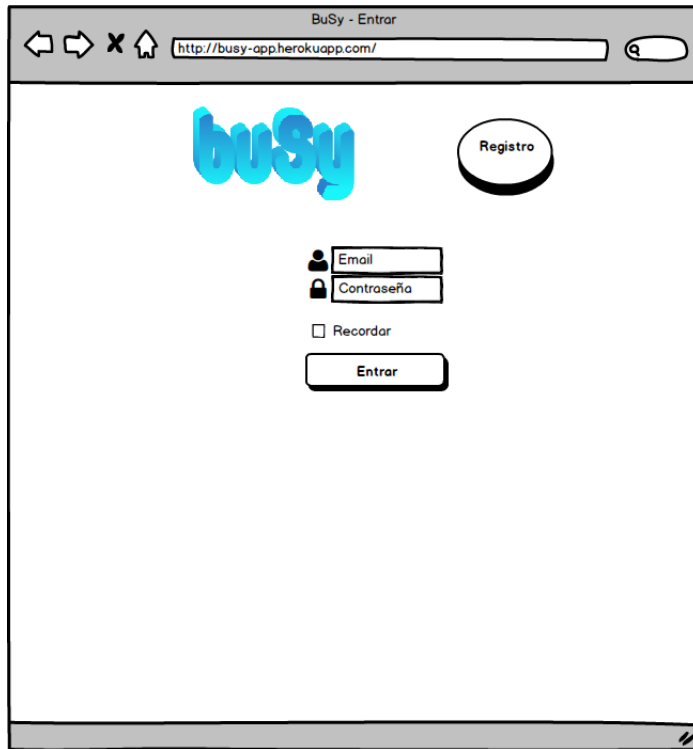 BuSy - Entrar
http://busy-app.herokuapp.com/
buSy
Registro
Email
Contraseña
Recordar
Entrar